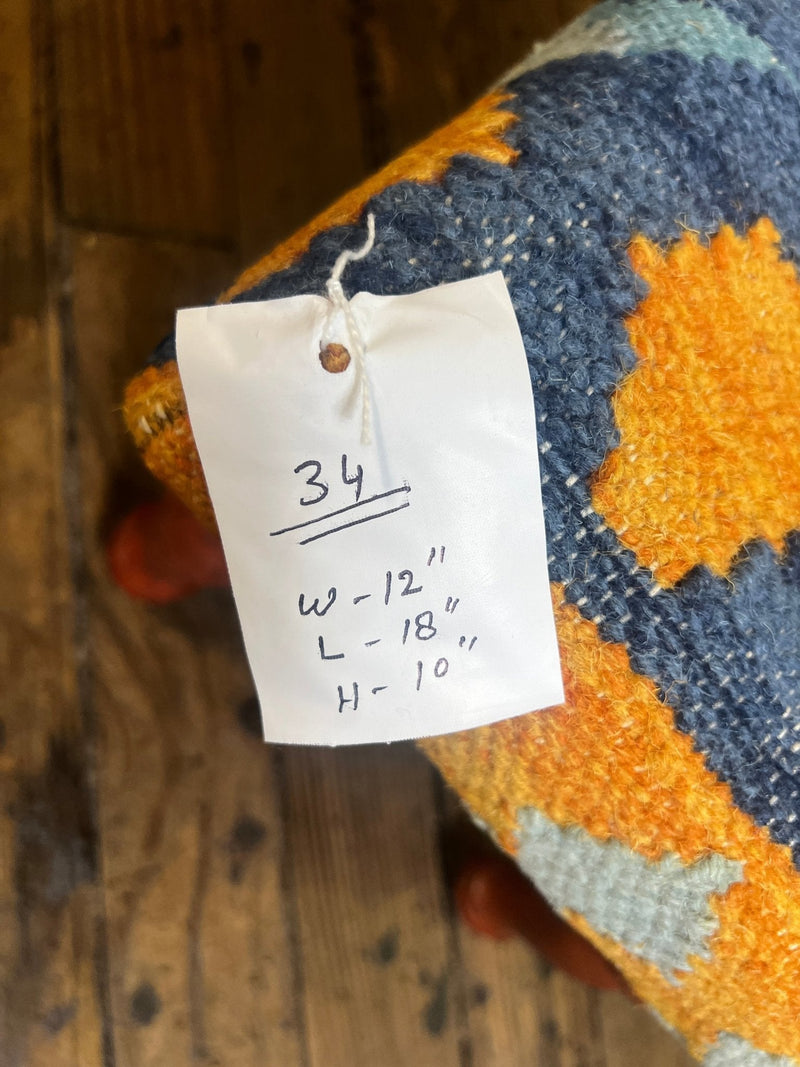 34
W - 12"
L - 18"
H - 10"